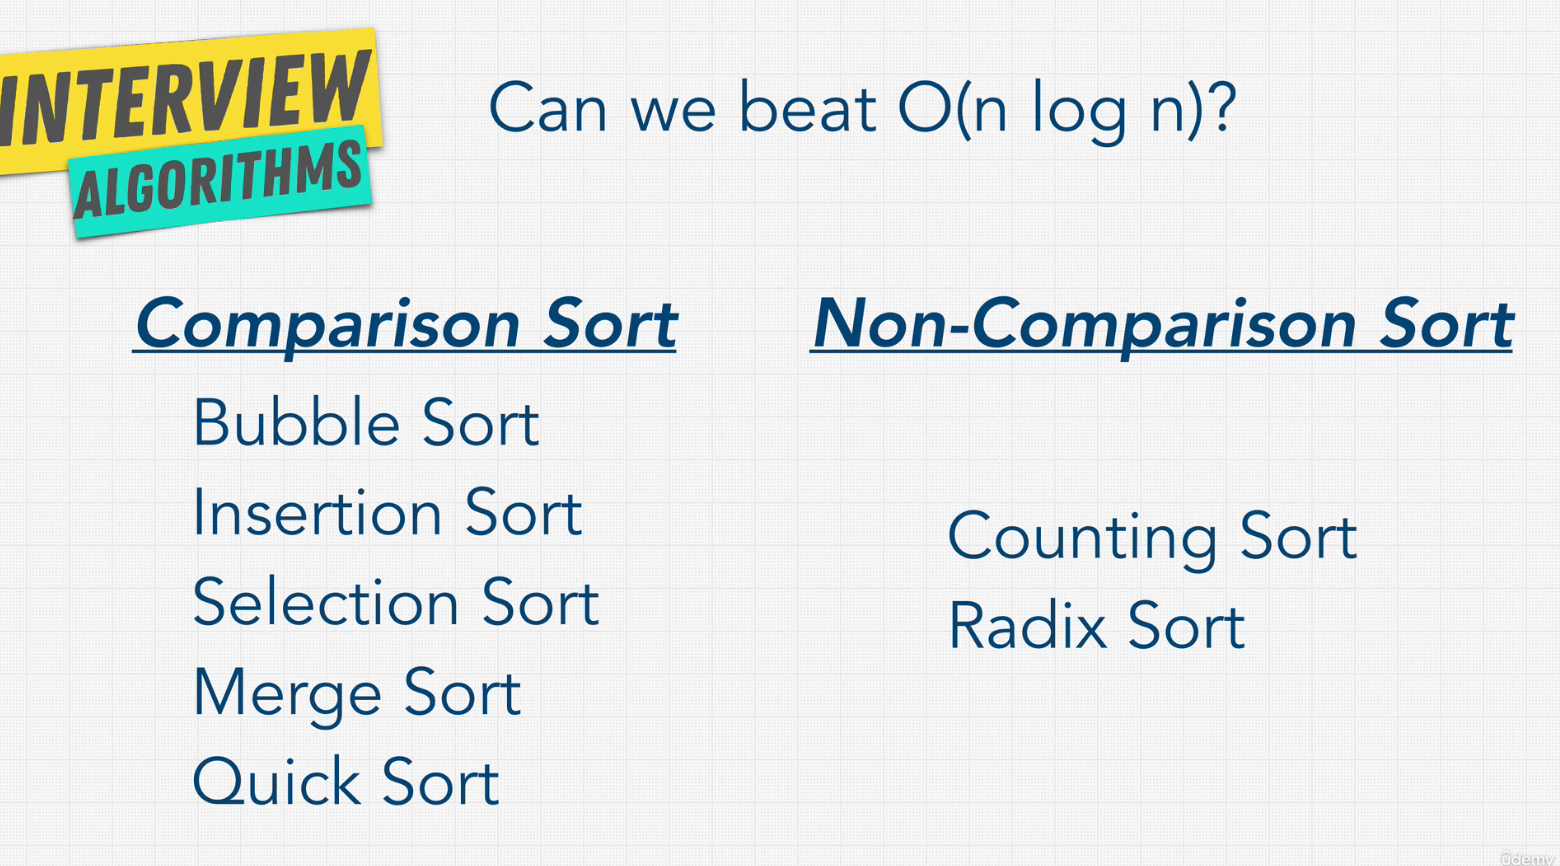 INTERVIEW
ALGORITHMS
Can we beat O(n log n)?
Comparison Sort
Bubble Sort
Insertion Sort
Selection Sort
Merge Sort
Quick Sort
Non-Comparison Sort
Counting Sort
Radix Sort
ûdemy